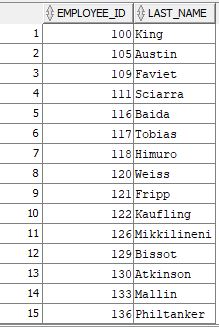 EMPLOYEE_ID LAST_NAME
1 100 King
2 105 Austin
3 109 Faviet
4 111 Sciarra
5 116 Baida
6 117 Tobias
7 118 Himuro
8 120 Weiss
9 121 Fripp
10 122 Kaufling
11 126 Mikkilineni
12 129 Bissot
13 130 Atkinson
14 133 Mallin
15 136 Philtanker